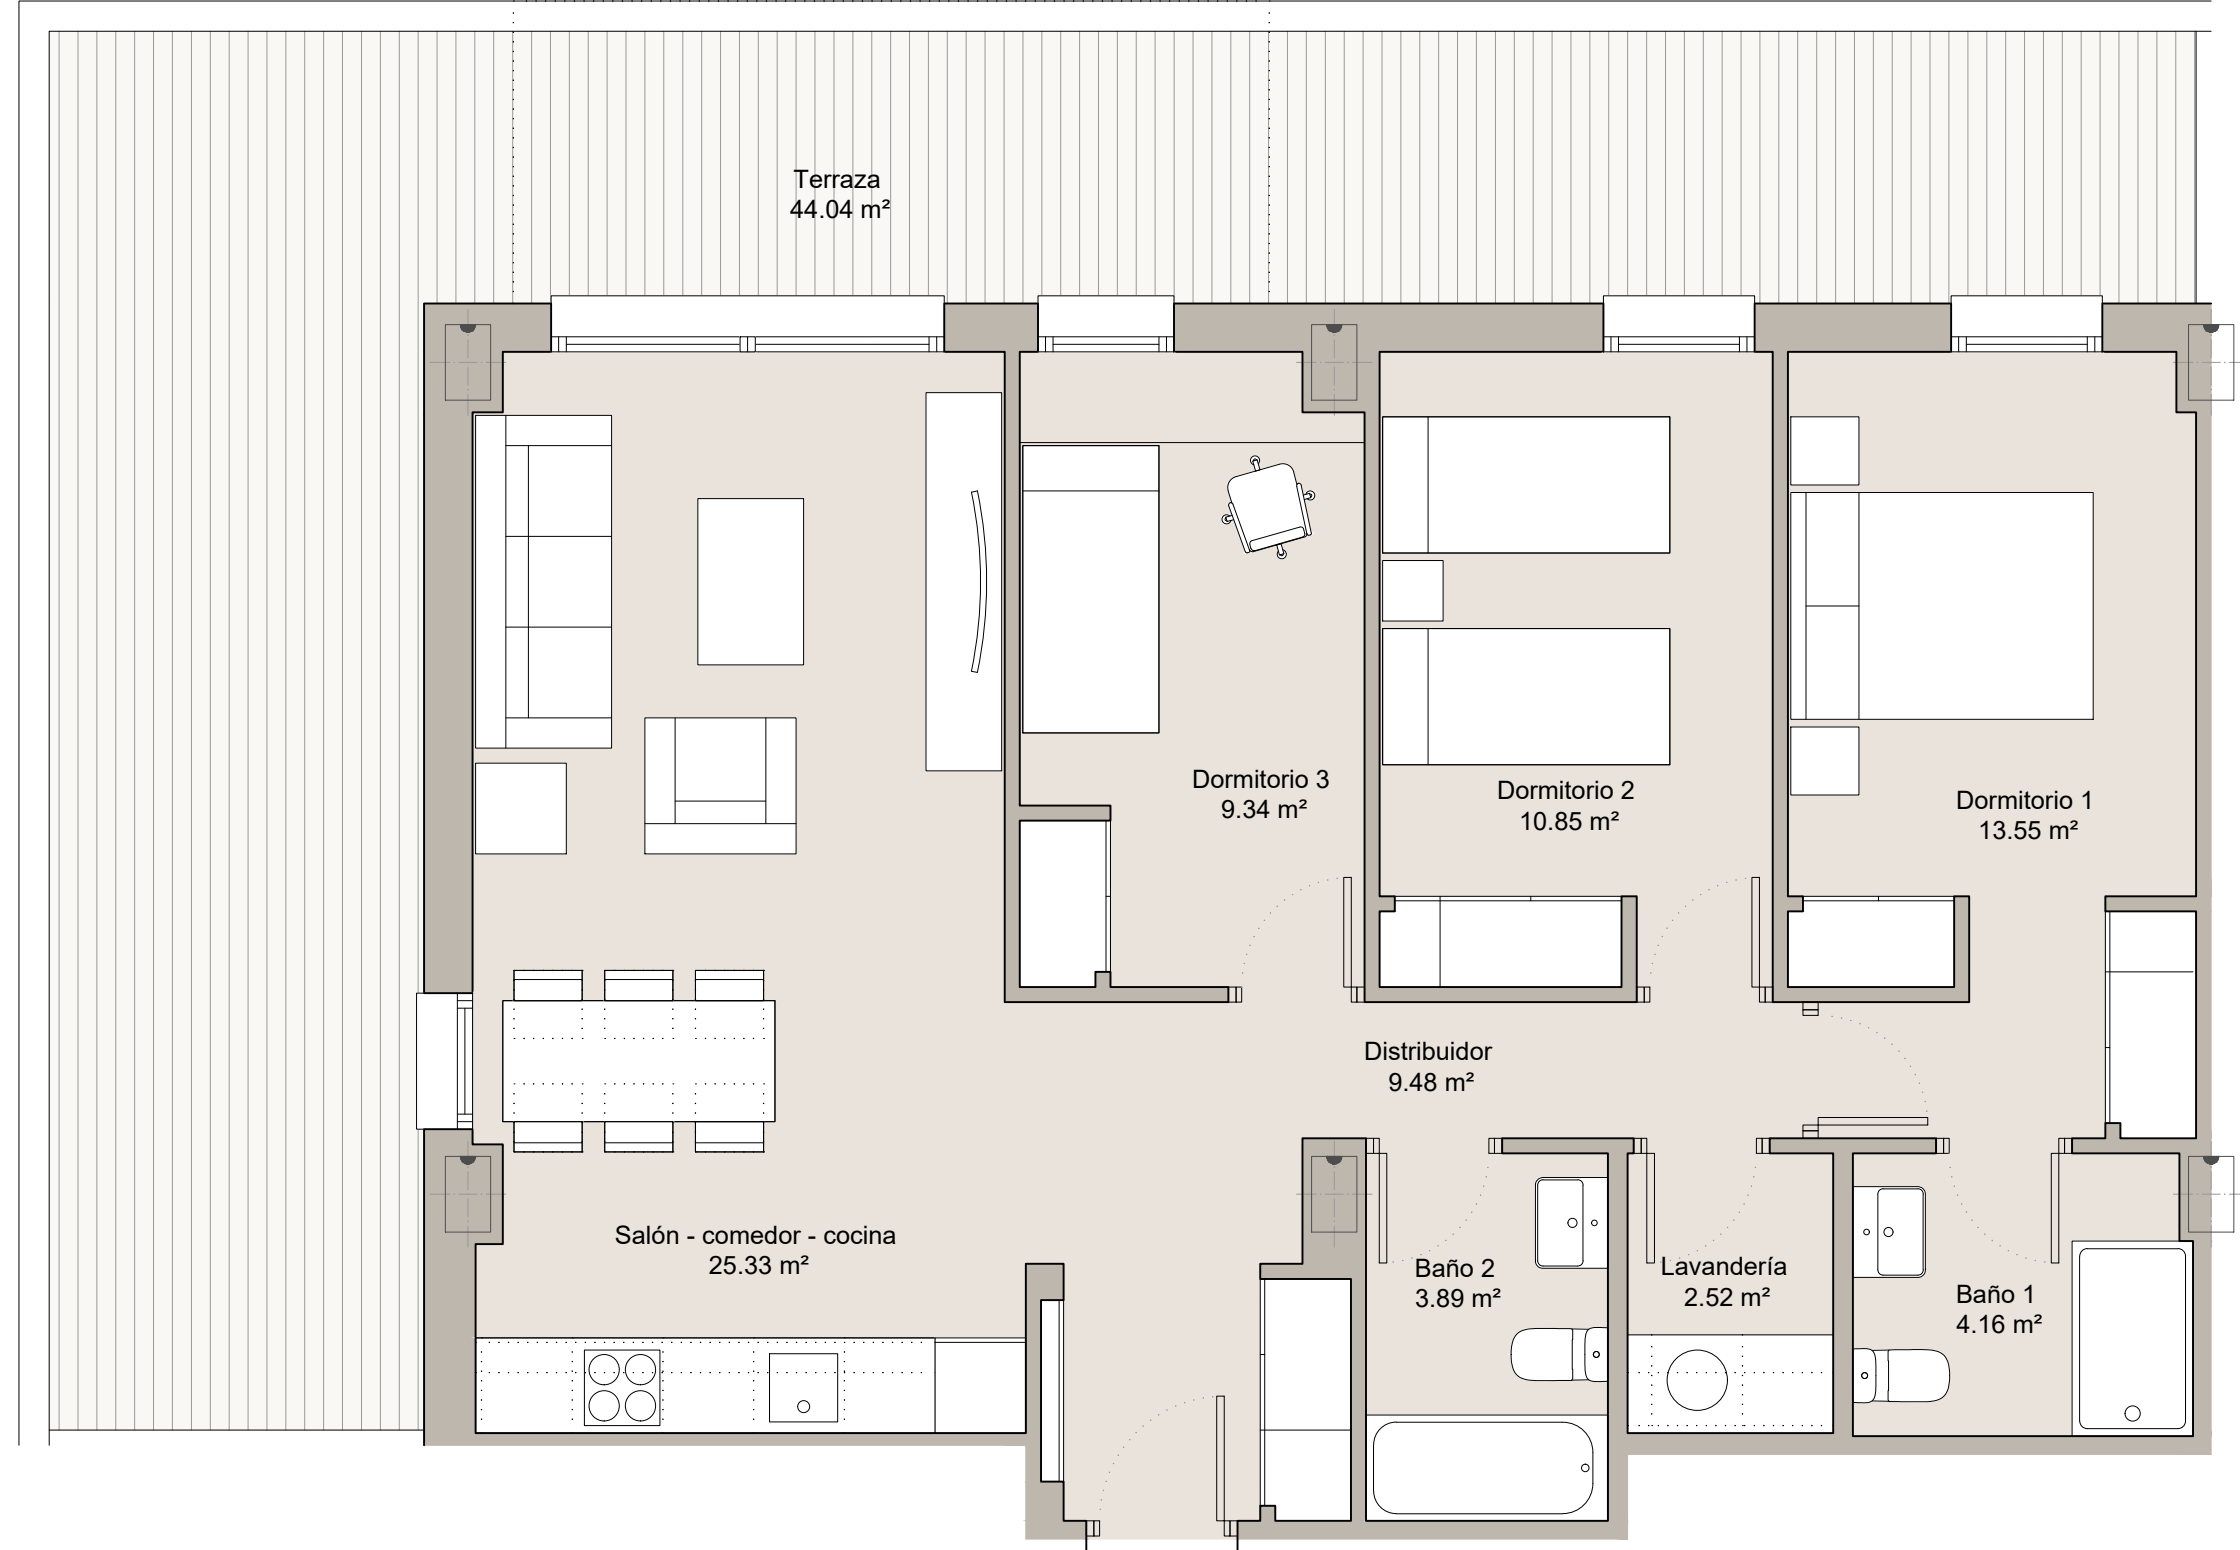 Terraza
44.04 m²
Dormitorio 3
9.34 m²
Dormitorio 2
10.85 m²
Dormitorio 1
13.55 m²
Distribuidor
9.48 m²
Salón - comedor - cocina
25.33 m²
Baño 2
3.89 m²
Lavandería
2.52 m²
Baño 1
4.16 m²